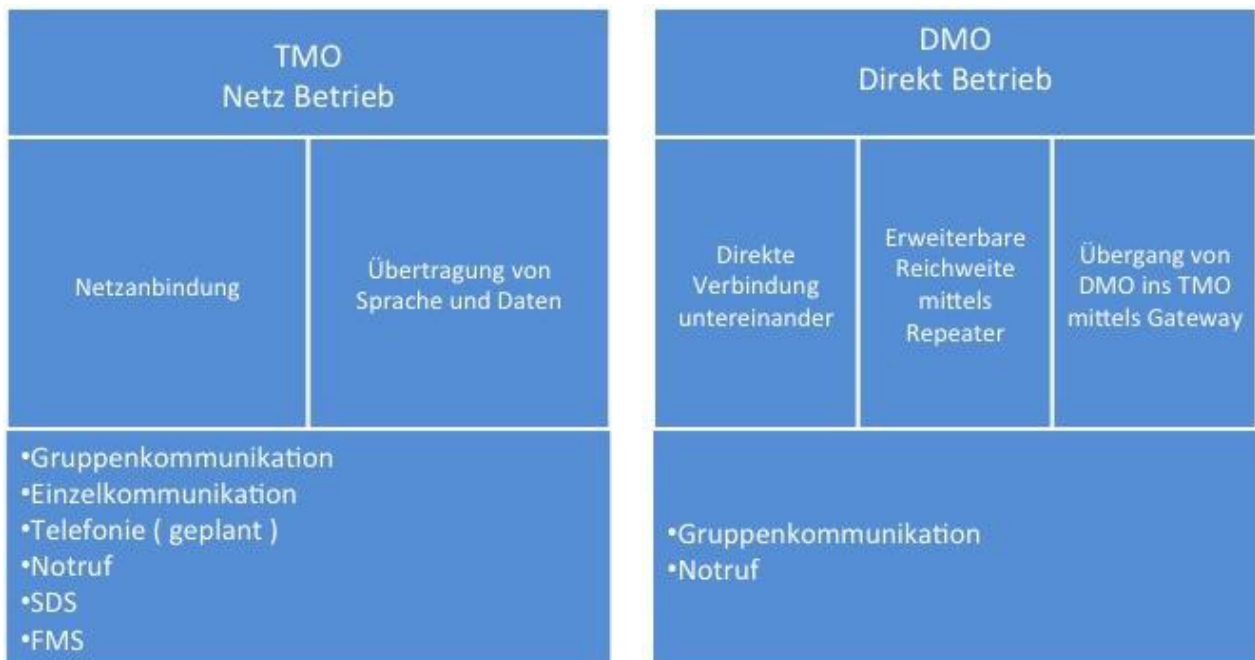 TMO
Netz Betrieb
Netzanbindung
Übertragung von
Sprache und Daten
•Gruppenkommunikation
•Einzelkommunikation
•Telefonie ( geplant )
•Notruf
•SDS
•FMS
DMO
Direkt Betrieb
Direkte
Verbindung
untereinander
Erweiterbare
Reichweite
mittels
Repeater
Übergang von
DMO ins TMO
mittels Gateway
•Gruppenkommunikation
•Notruf